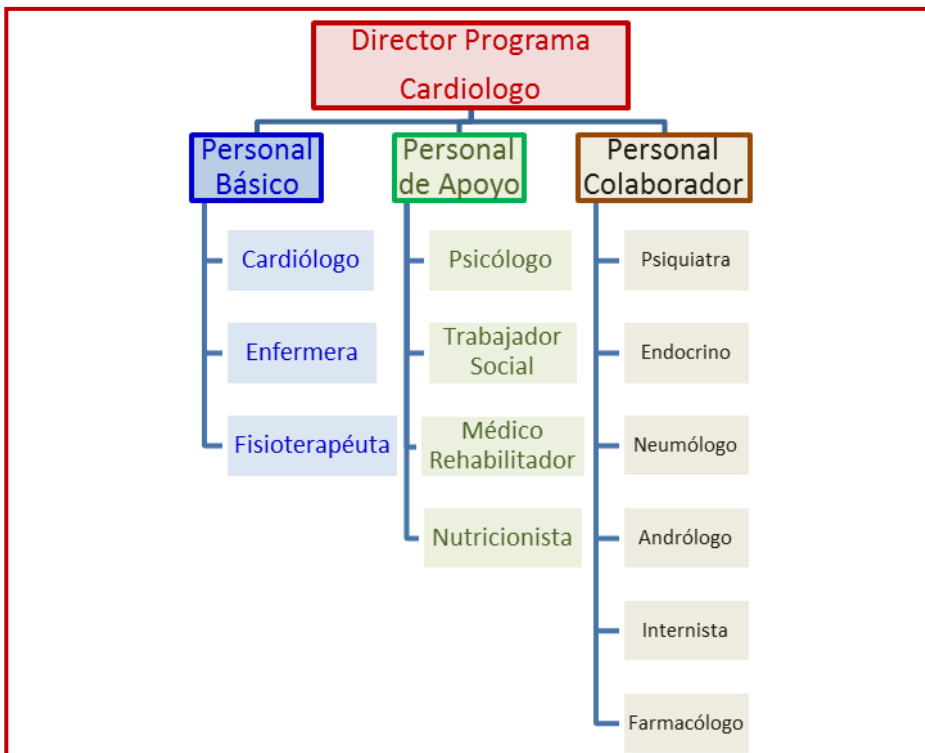 Director Programa
Cardiologo
Personal
Básico
Personal
de Apoyo
Personal
Colaborador
Cardiólogo
Enfermera
Fisioterapéuta
Psicólogo
Trabajador
Social
Médico
Rehabilitador
Nutricionista
Psiquiatra
Endocrino
Neumólogo
Andrólogo
Internista
Farmacólogo